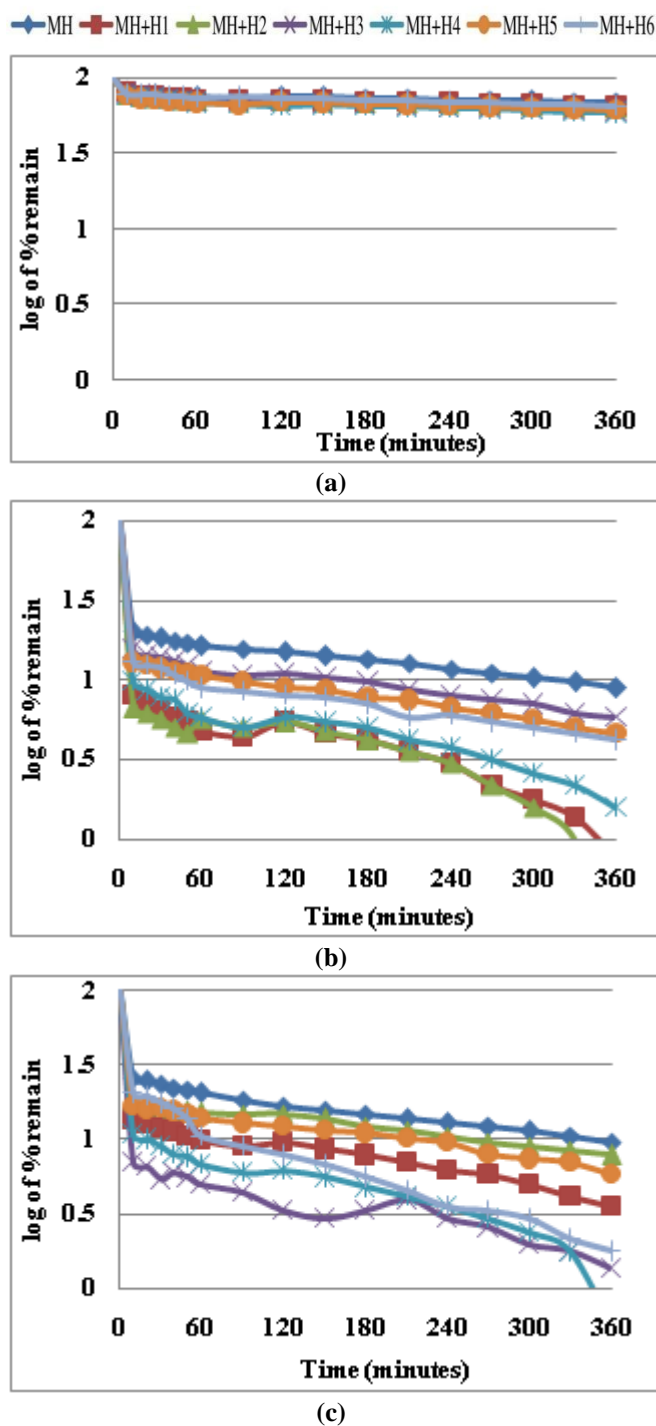 MH MH+H1 MH+H2 MH+H3 MH+H4 MH+H5 MH+H6
2
1.5
1
0.5
0
log of %remain
0 60 120 180 240 300 360
Time (minutes)
(a)
2
1.5
1
0.5
0
log of %remain
0 60 120 180 240 300 360
Time (minutes)
(b)
2
1.5
1
0.5
0
log of %remain
0 60 120 180 240 300 360
Time (minutes)
(c)